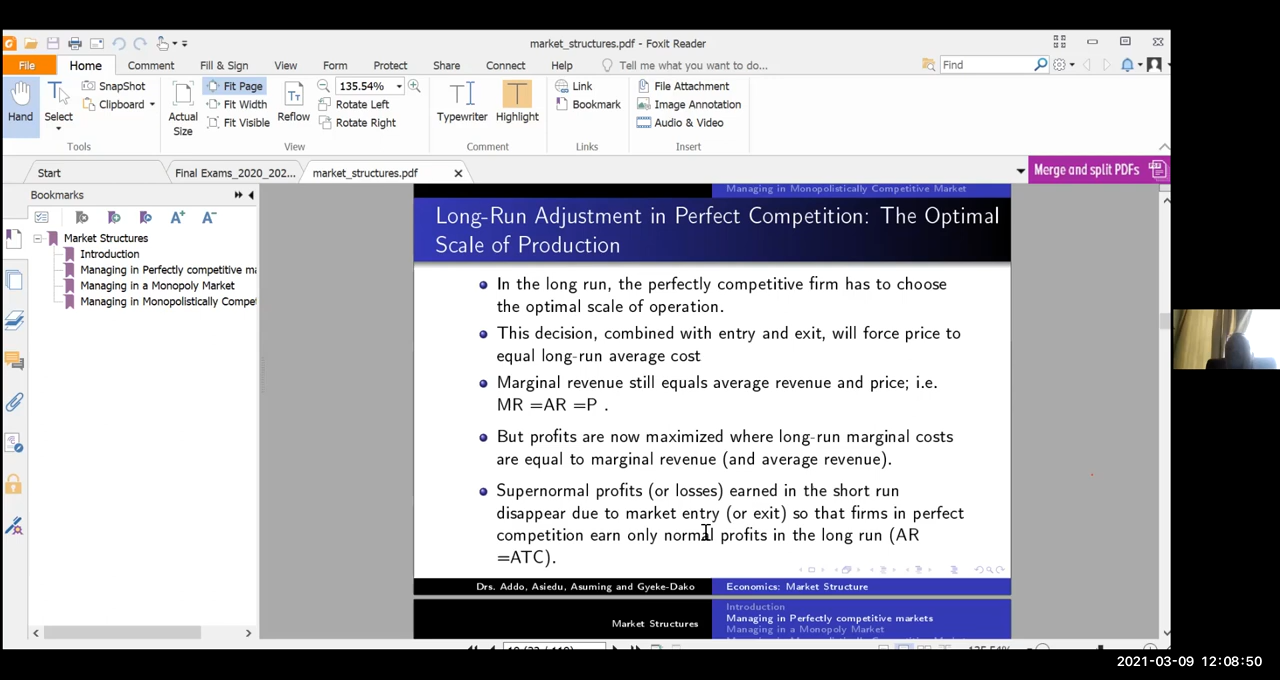 market_structures.pdf - Foxit Reader
File Home Comment Fill & Sign View Form Protect Share Connect Help Tell me what you want to do... Find
Hand
Select
SnapShot
Clipboard
Actual Size
Fit Page
Fit Width
Fit Visible
Reflow
135.54%
Rotate Left
Rotate Right
Typewriter
Highlight
Link
Bookmark
File Attachment
Image Annotation
Audio & Video
Tools View Comment Links Insert
Start Final Exams_2020_202... market_structures.pdf Merge and split PDFs
Bookmarks
Market Structures
Introduction
Managing in Perfectly competitive ma
Managing in a Monopoly Market
Managing in Monopolistically Compet
Managing in Monopolistically Competitive Market
Long-Run Adjustment in Perfect Competition: The Optimal
Scale of Production
In the long run, the perfectly competitive firm has to choose
the optimal scale of operation.
This decision, combined with entry and exit, will force price to
equal long-run average cost
Marginal revenue still equals average revenue and price; i.e.
MR =AR =P .
But profits are now maximized where long-run marginal costs
are equal to marginal revenue (and average revenue).
Supernormal profits (or losses) earned in the short run
disappear due to market entry (or exit) so that firms in perfect
competition earn only normal profits in the long run (AR
=ATC).
Drs. Addo, Asiedu, Asuming and Gyeke-Dako Economics: Market Structure
Introduction
Market Structures Managing in Perfectly competitive markets
Managing in a Monopoly Market
2021-03-09 12:08:50